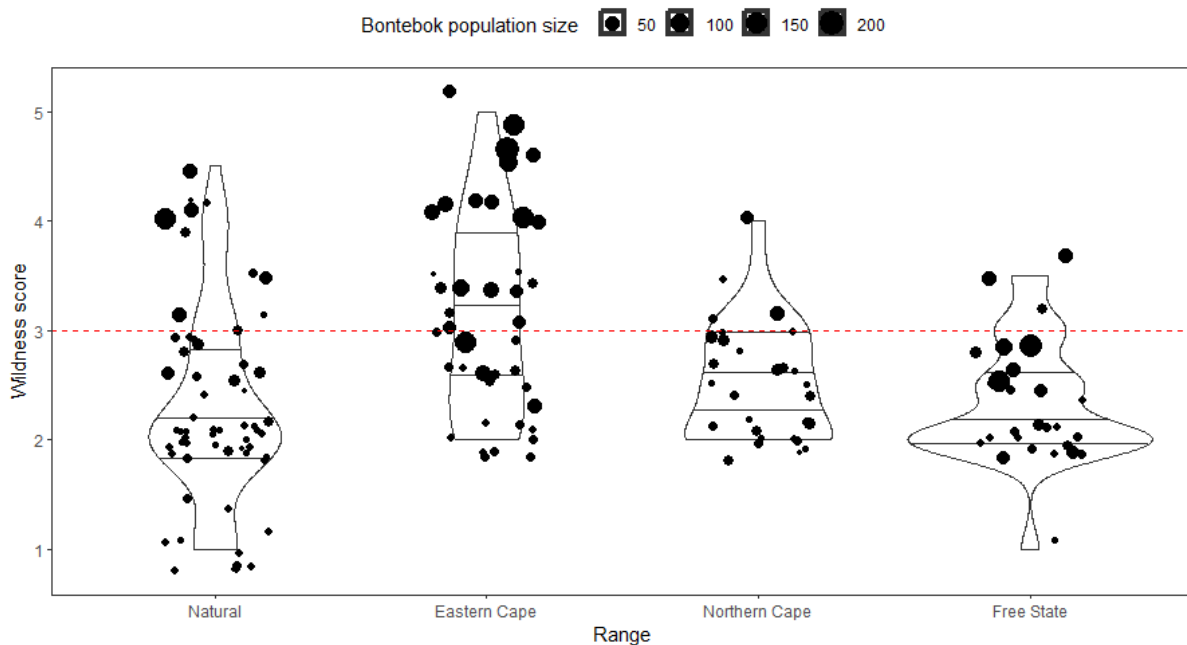 Bontebok population size 50 100 150 200
Wildness score
5
4
3
2
1
Natural Eastern Cape Northern Cape Free State
Range